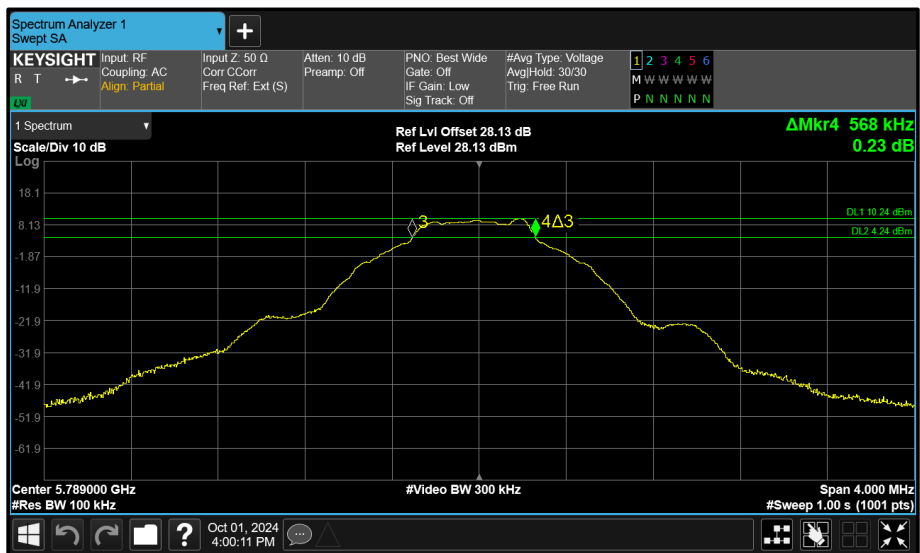 Spectrum Analyzer 1
Swept SA
+
KEYSIGHT
R T
LXI
Input: RF
Coupling: AC
Align: Partial
Input Z: 50 Ω
Corr CCorr
Freq Ref: Ext (S)
Atten: 10 dB
Preamp: Off
PNO: Best Wide
Gate: Off
IF Gain: Low
Sig Track: Off
#Avg Type: Voltage
Avg|Hold: 30/30
Trig: Free Run
1 2 3 4 5 6
M W W W W W
P N N N N N
1 Spectrum
Scale/Div 10 dB
Ref Lvl Offset 28.13 dB
Ref Level 28.13 dBm
ΔMkr4 568 kHz
0.23 dB
Log
18.1
8.13
-1.87
-11.9
-21.9
-31.9
-41.9
-51.9
-61.9
3
4Δ3
DL1 10.24 dBm
DL2 4.24 dBm
Center 5.789000 GHz
#Res BW 100 kHz
#Video BW 300 kHz
Span 4.000 MHz
#Sweep 1.00 s (1001 pts)
?
Oct 01, 2024
4:00:11 PM